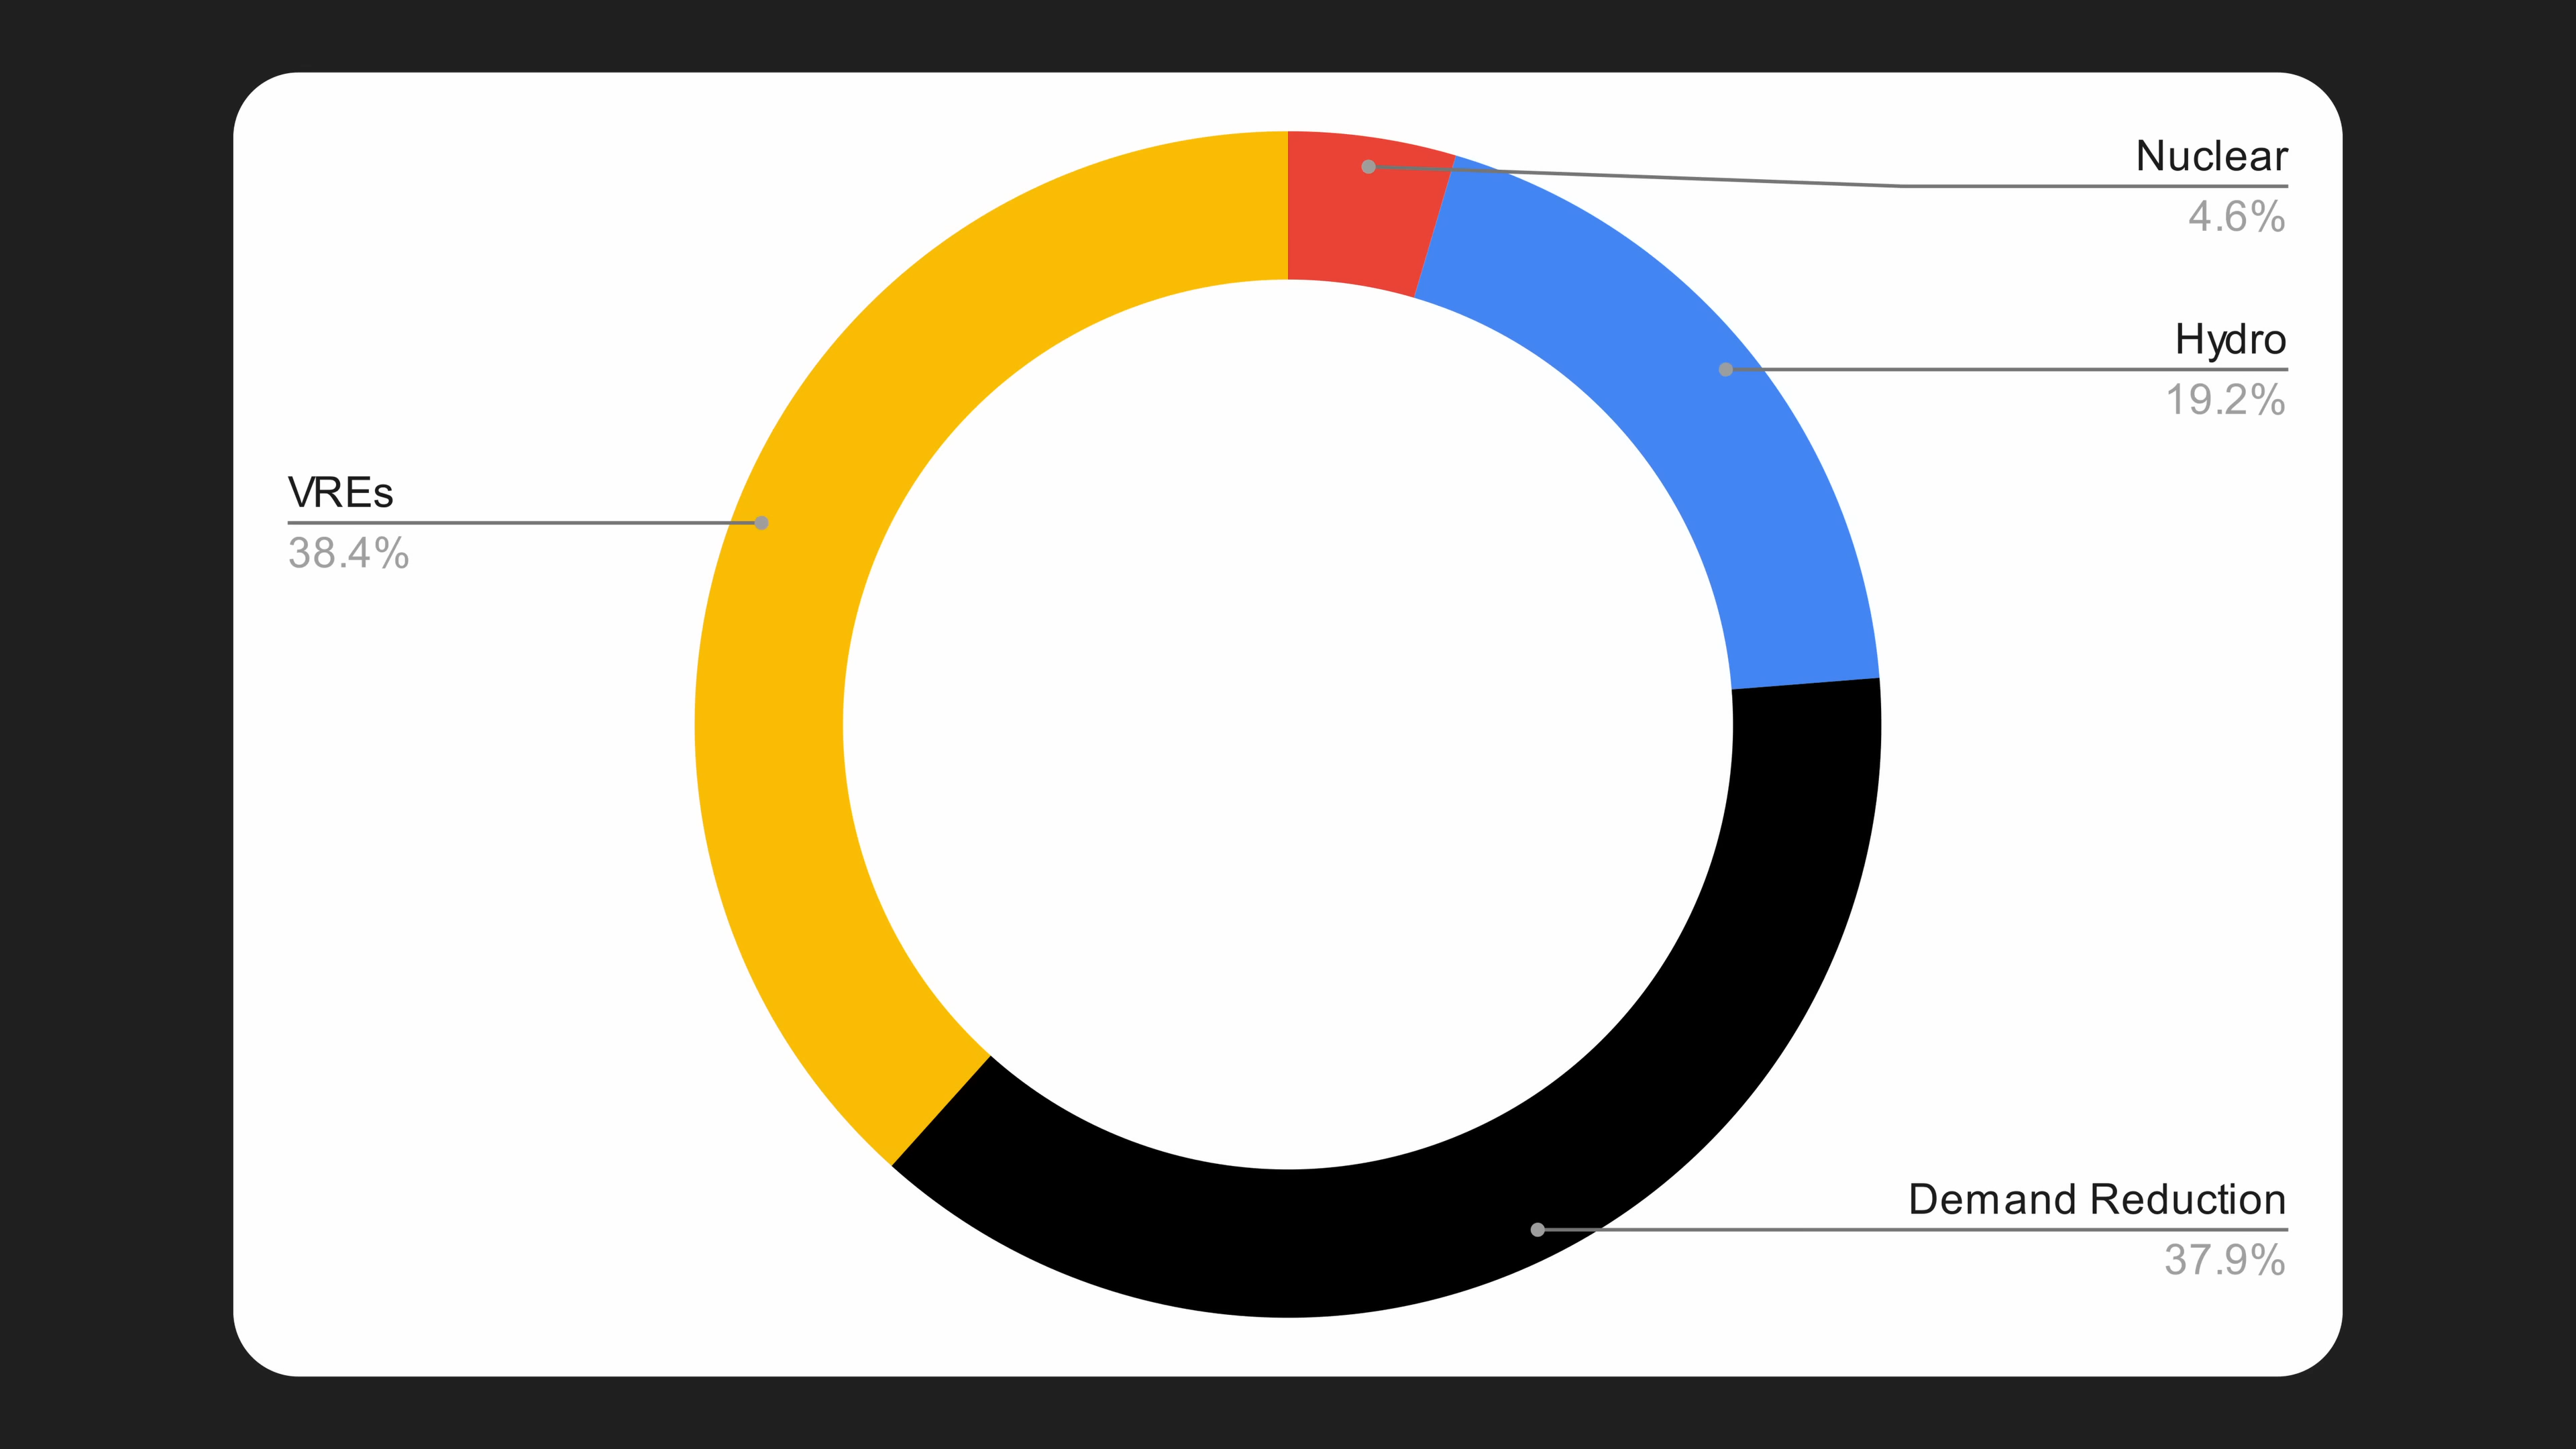 Nuclear
4.6%
Hydro
19.2%
VREs
38.4%
Demand Reduction
37.9%